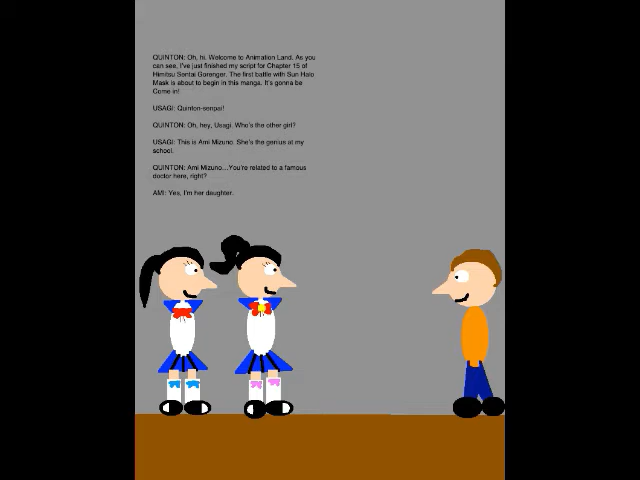 QUINTON: Oh, hi. Welcome to Animation Land. As you
can see, I've just finished my script for Chapter 15 of
Himitsu Sentai Gorenger. The first battle with Sun Halo
Mask is about to begin in this manga. It's gonna be
Come in!
USAGI: Quinton-senpai!
QUINTON: Oh, hey, Usagi. Who's the other girl?
USAGI: This is Ami Mizuno. She's the genius at my
school.
QUINTON: Ami Mizuno...You're related to a famous
doctor here, right?
AMI: Yes, I'm her daughter.